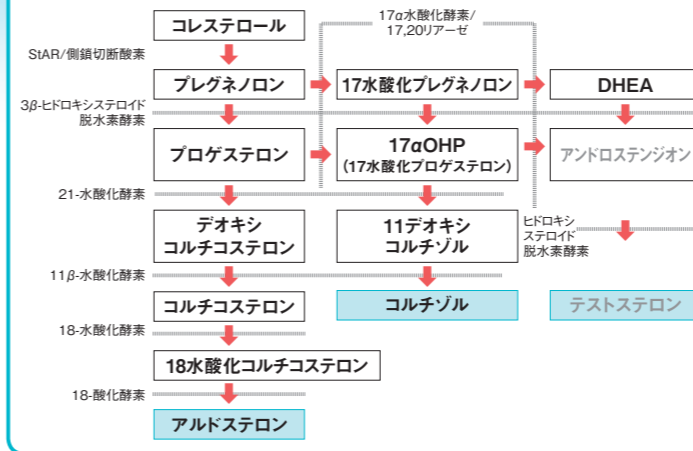 コレステロール
17α水酸化酵素/
17,20リアーゼ
StAR/側鎖切断酸素
プレグネノロン
17水酸化プレグネノロン
DHEA
3β-ヒドロキシステロイド
脱水素酵素
プロゲステロン
17αOHP
(17水酸化プロゲステロン)
アンドロステンジオン
21-水酸化酵素
デオキシ
コルチコステロン
11デオキシ
コルチゾル
ヒドロキシ
ステロイド
脱水素酵素
11β-水酸化酵素
コルチコステロン
コルチゾル
テストステロン
18-水酸化酵素
18水酸化コルチコステロン
18-酸化酵素
アルドステロン